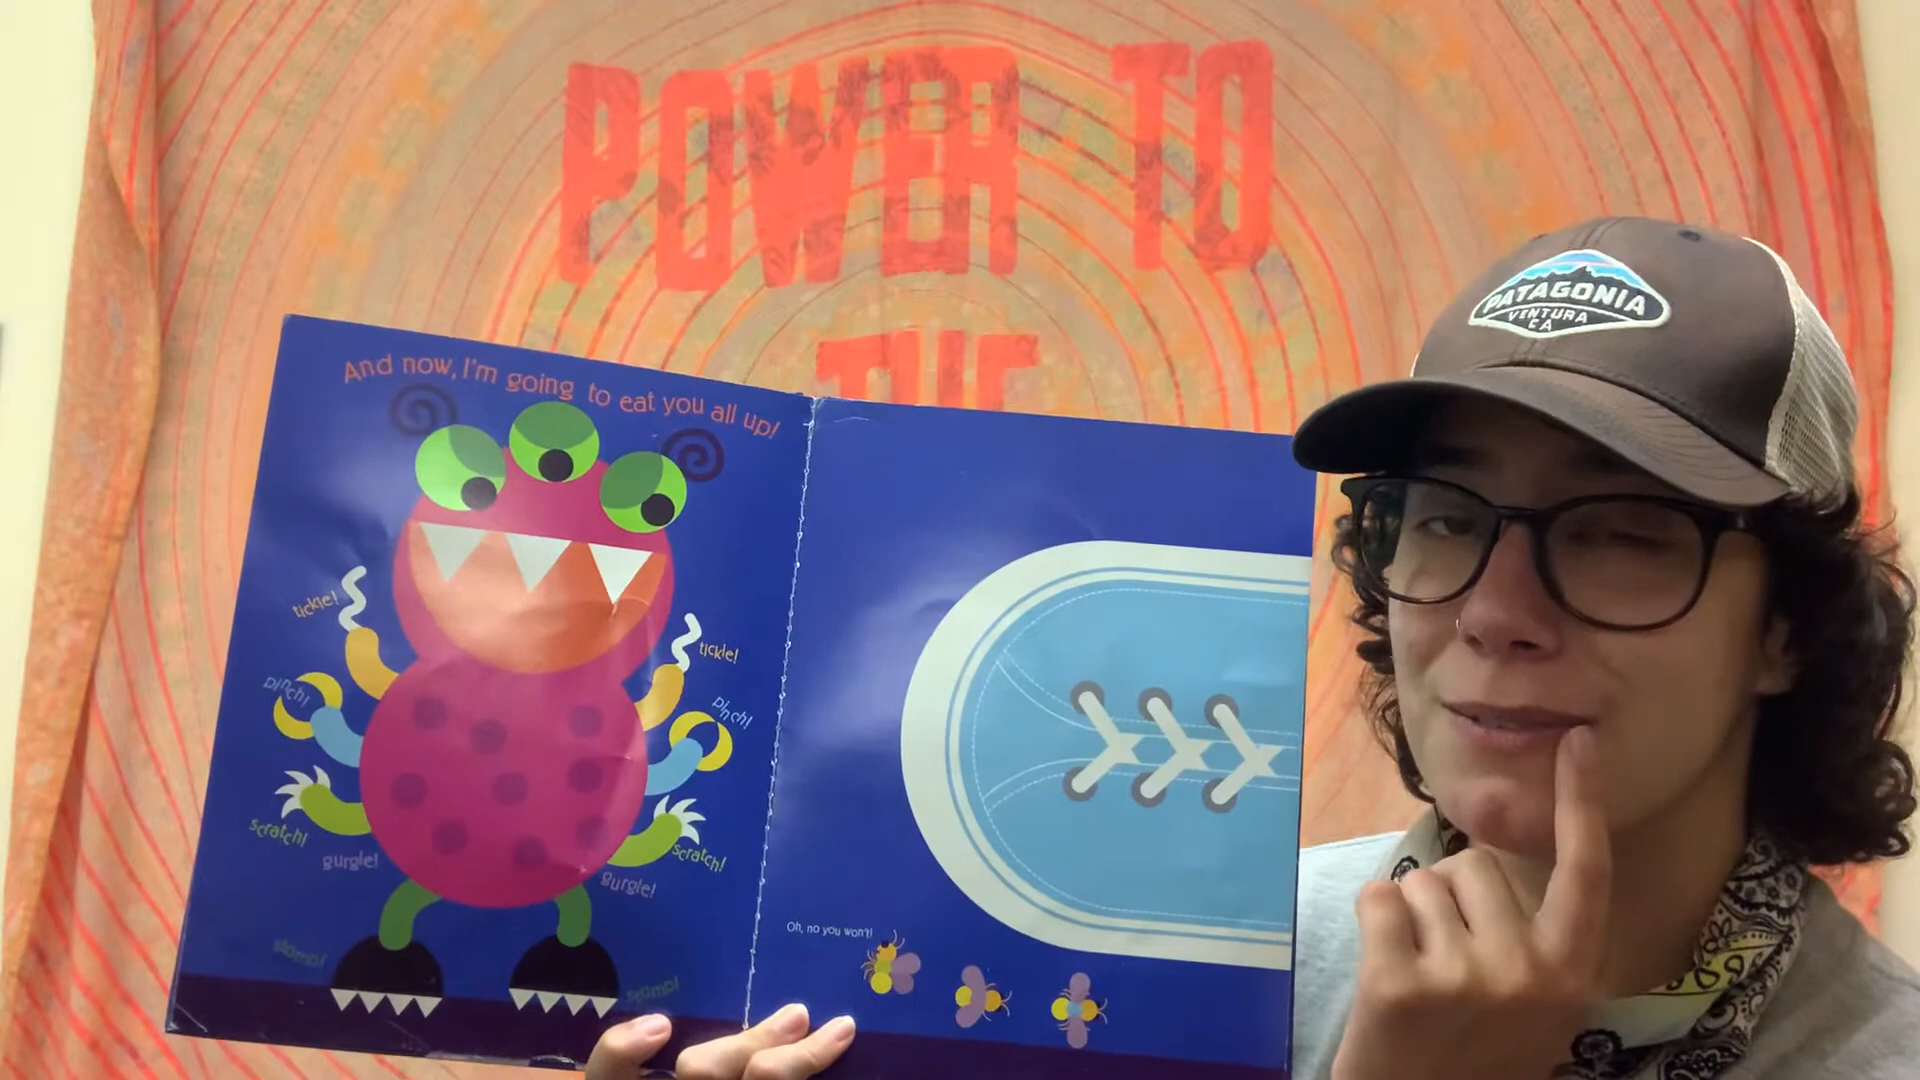 POWER TO
THE
PATAGONIA
VENTURA
CA
And now, I'm going to eat you all up!
tickle!
tickle!
pinch!
pinch!
scratch!
scratch!
gurgle!
gurgle!
stomp!
stomp!
Oh, no you won't!